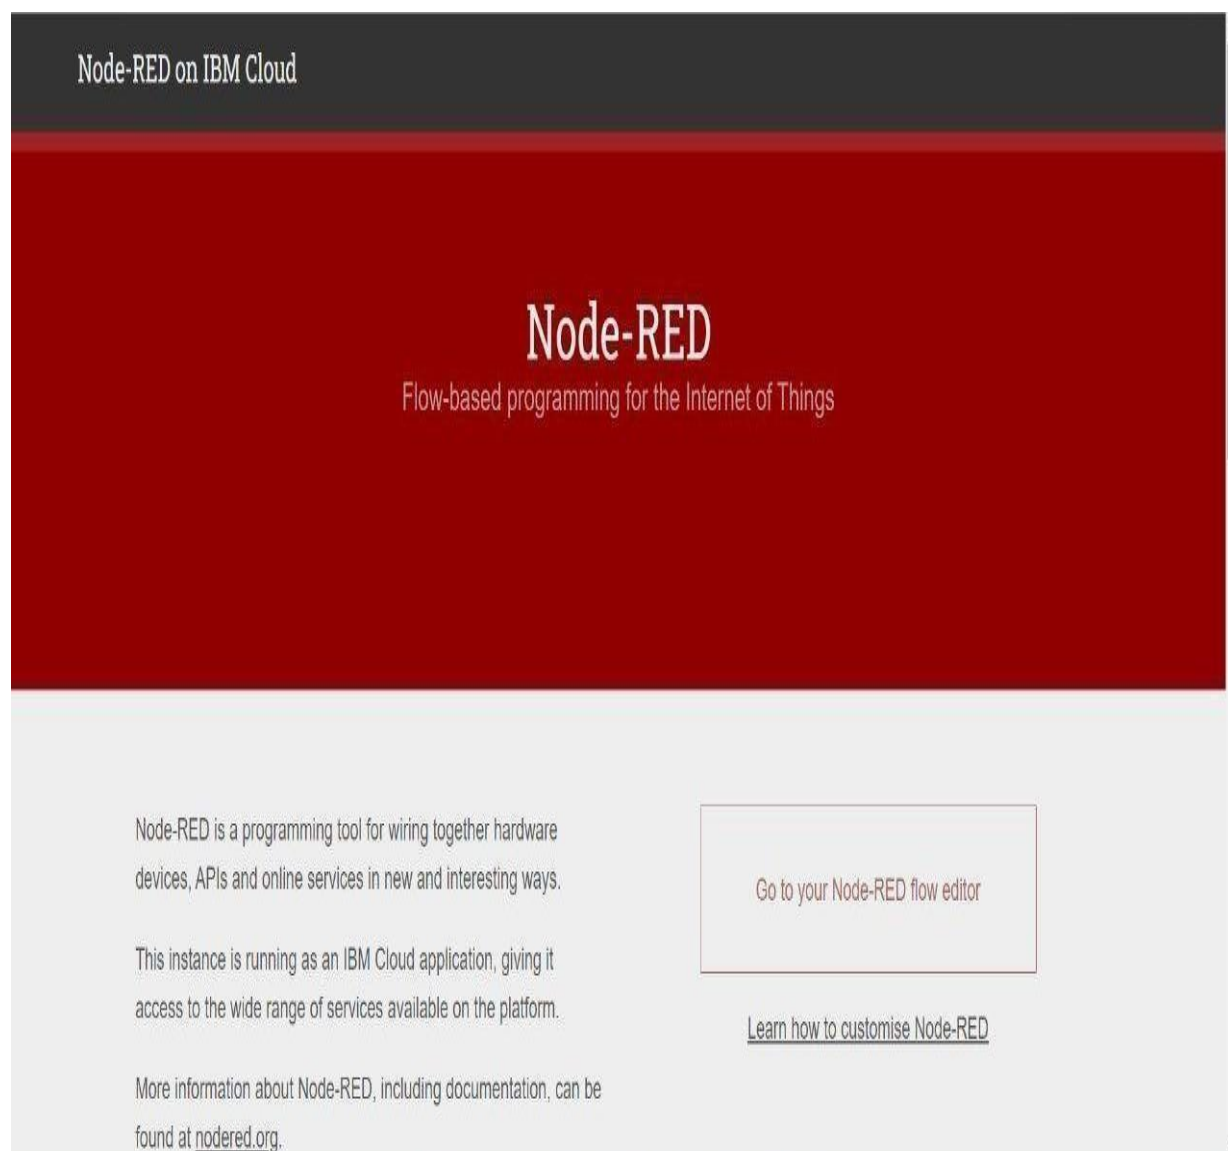 Node-RED on IBM Cloud
Node-RED
Flow-based programming for the Internet of Things
Node-RED is a programming tool for wiring together hardware
devices, APIs and online services in new and interesting ways.
This instance is running as an IBM Cloud application, giving it
access to the wide range of services available on the platform.
More information about Node-RED, including documentation, can be
found at nodered.org.
Go to your Node-RED flow editor
Learn how to customise Node-RED